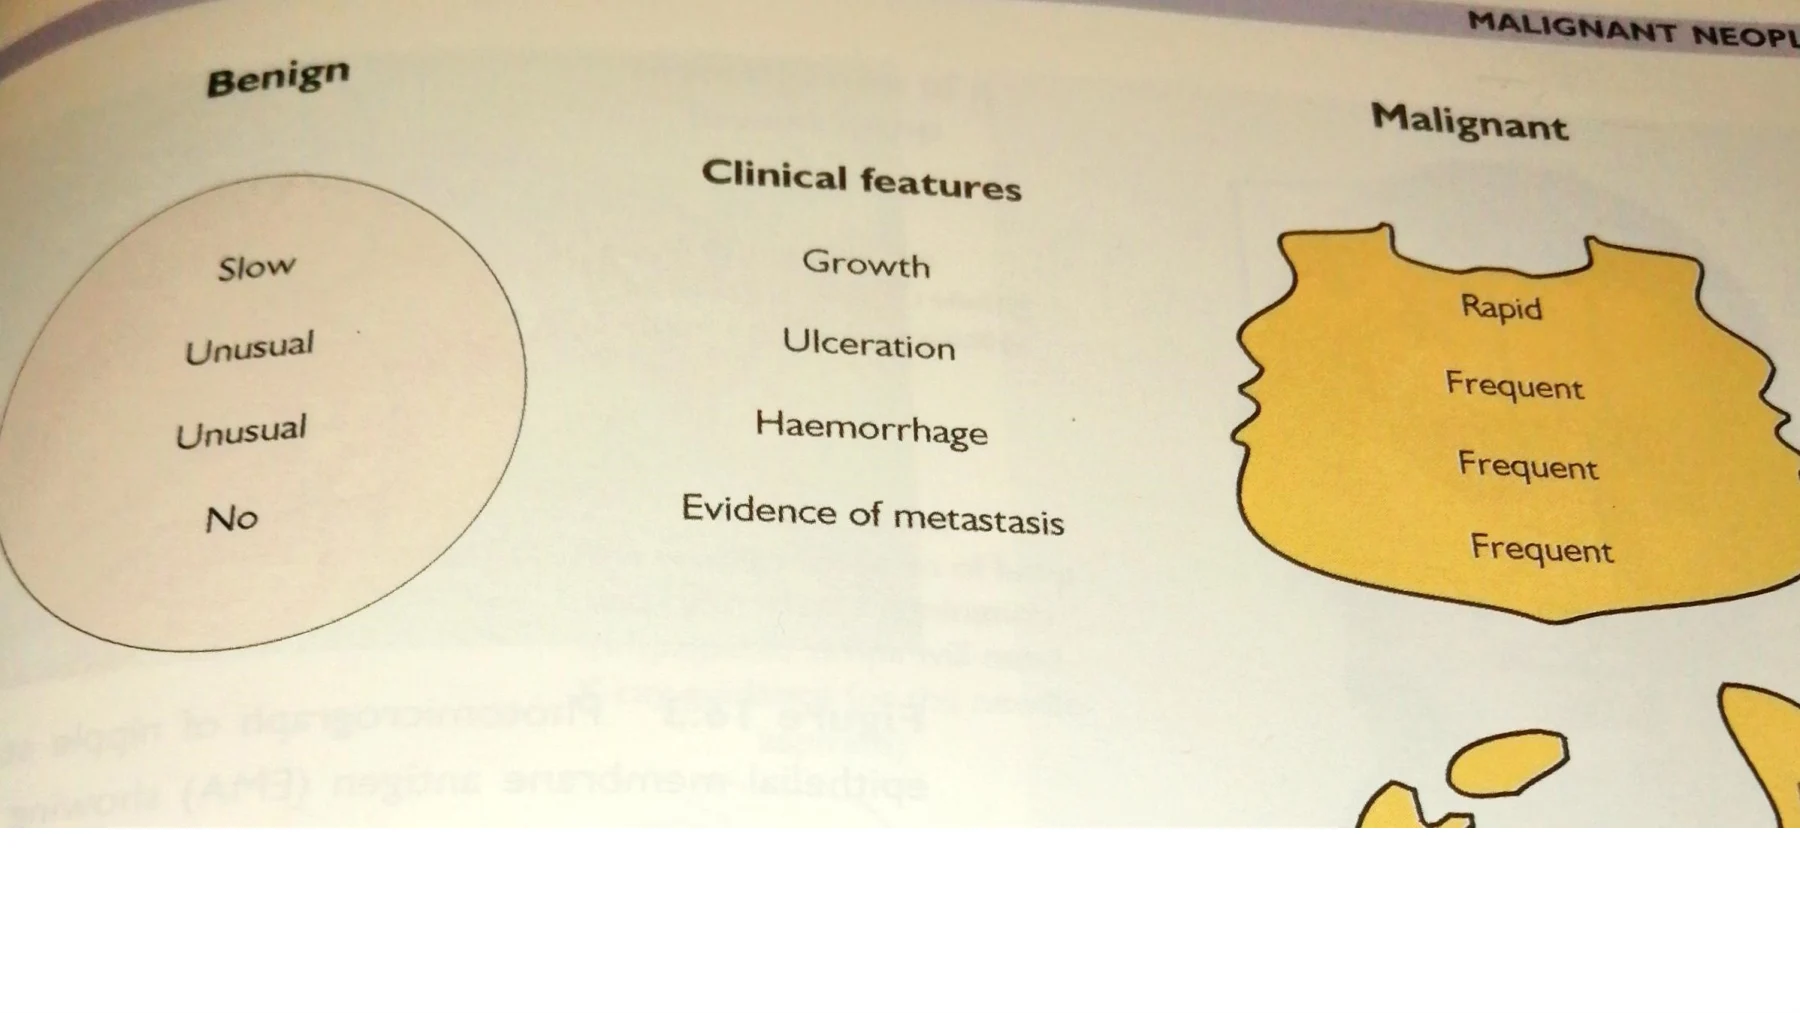 MALIGNANT
Benign
Malignant
Clinical features
Slow
Growth
Rapid
Unusual
Ulceration
Frequent
Unusual
Haemorrhage
Frequent
No
Evidence of metastasis
Frequent